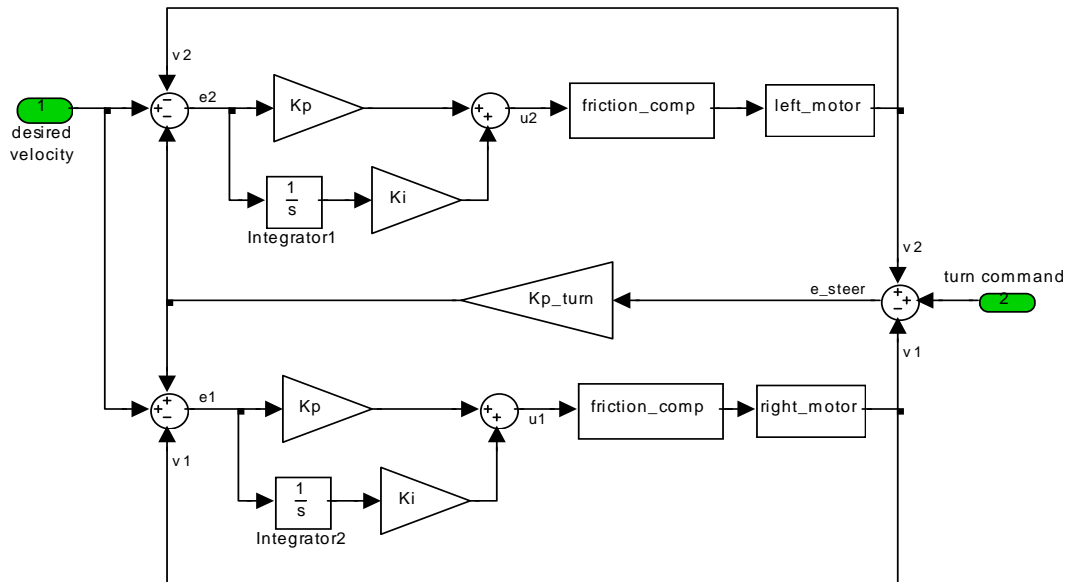 v2
1
desired
velocity
+
−
−
e2
Kp
+
+
u2
friction_comp
left_motor
1
s
Integrator1
Ki
v2
turn command
2
+
+
−
e_steer
Kp_turn
v1
+
+
−
e1
Kp
+
+
u1
friction_comp
right_motor
v1
1
s
Integrator2
Ki